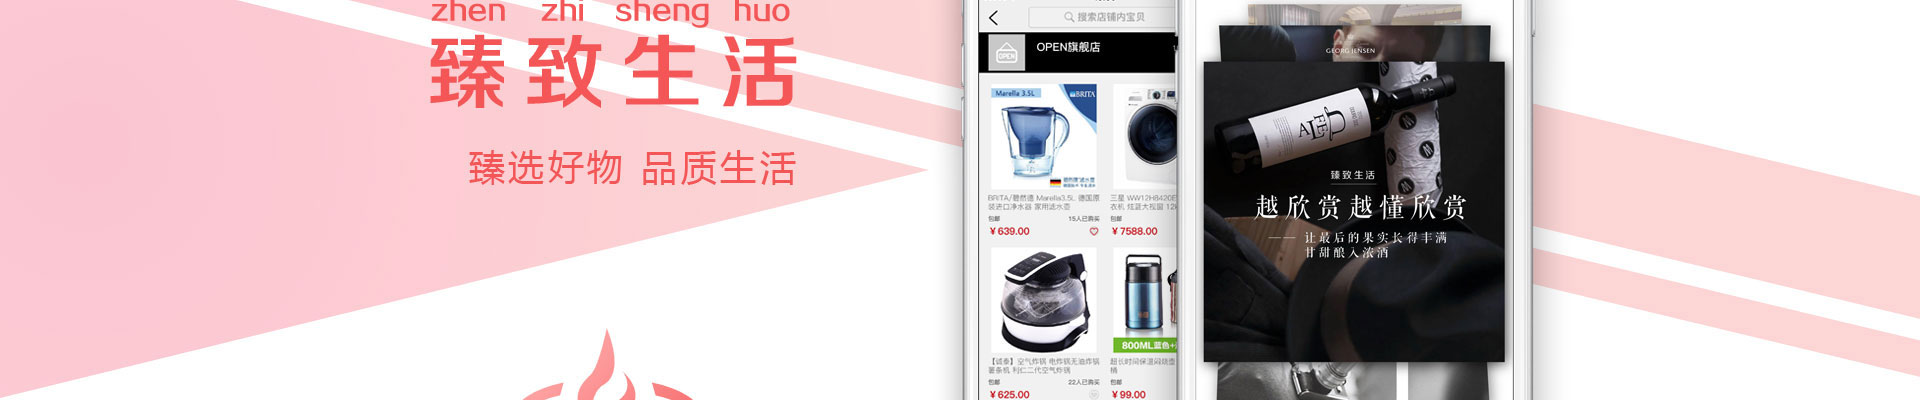 zhen zhi sheng huo
臻致生活
臻选好物 品质生活
搜索店铺内宝贝
OPEN
OPEN旗舰店
Marella 3.5L
BRITA
BRITA/碧然德 Marella3.5L 德国原
装进口净水器 家用滤水壶
包邮 15人已购买
¥639.00
三星 WW12H8420E
衣机 炫蓝大视窗 12
¥7588.00
【诚泰】空气炸锅 电炸锅无油炸锅
薯条机 利仁二代空气炸锅
包邮 22人已购买
¥625.00
800ML蓝色+
超长时间保温焖烧壶
桶
包邮
¥99.00
GEORG JENSEN
臻致生活
越欣赏越懂欣赏
—— 让最后的果实长得丰满
甘甜酿入浓酒